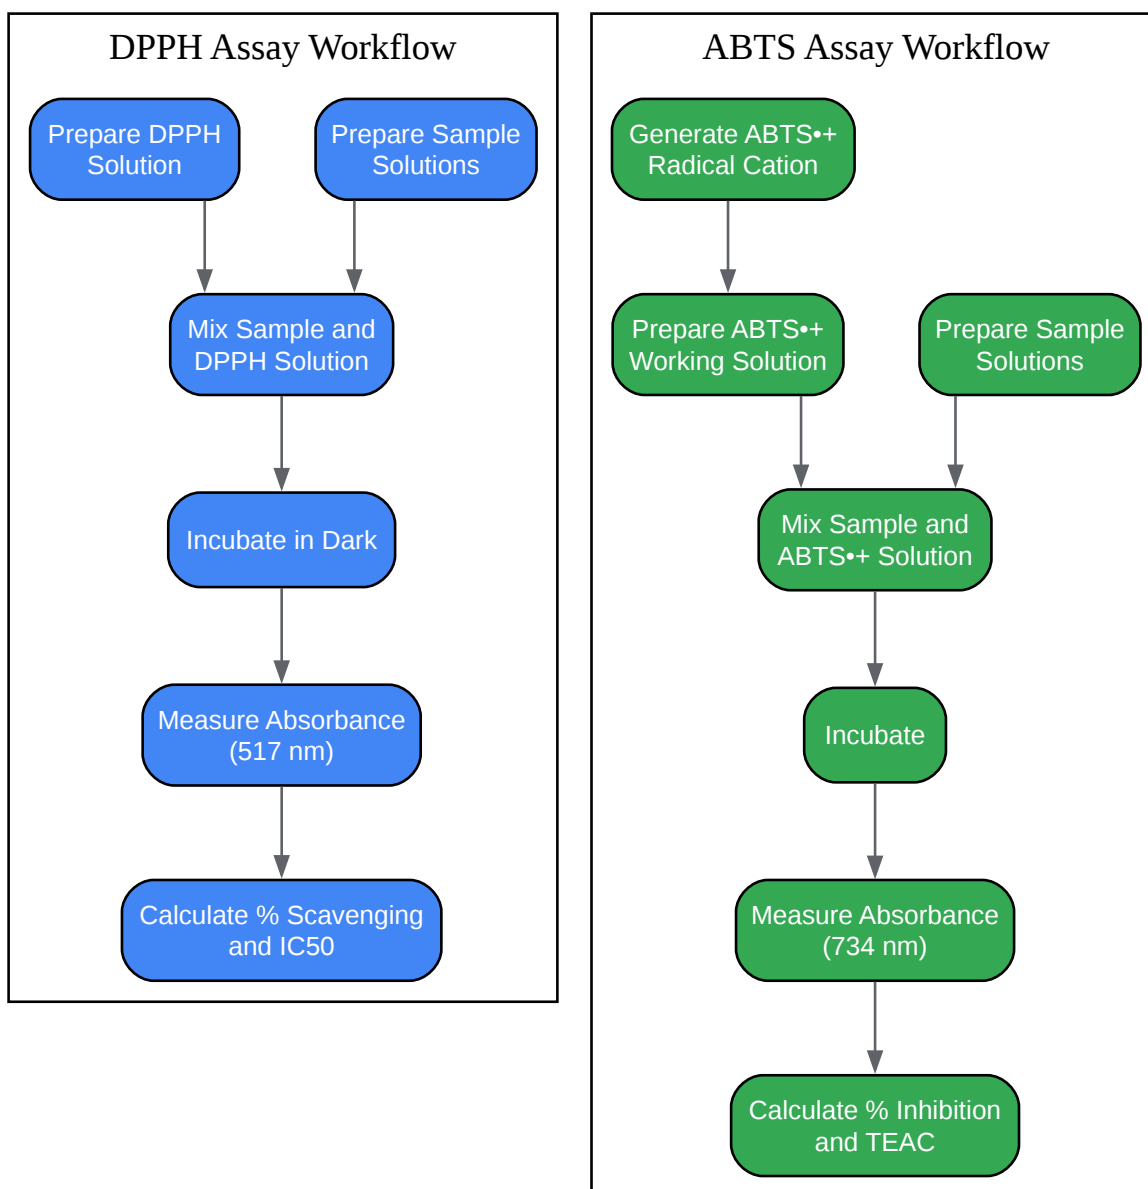 DPPH Assay Workflow
Prepare DPPH
Solution
Prepare Sample
Solutions
Mix Sample and
DPPH Solution
Incubate in Dark
Measure Absorbance
(517 nm)
Calculate % Scavenging
and IC50
ABTS Assay Workflow
Generate ABTS•+
Radical Cation
Prepare ABTS•+
Working Solution
Prepare Sample
Solutions
Mix Sample and
ABTS•+ Solution
Incubate
Measure Absorbance
(734 nm)
Calculate % Inhibition
and TEAC